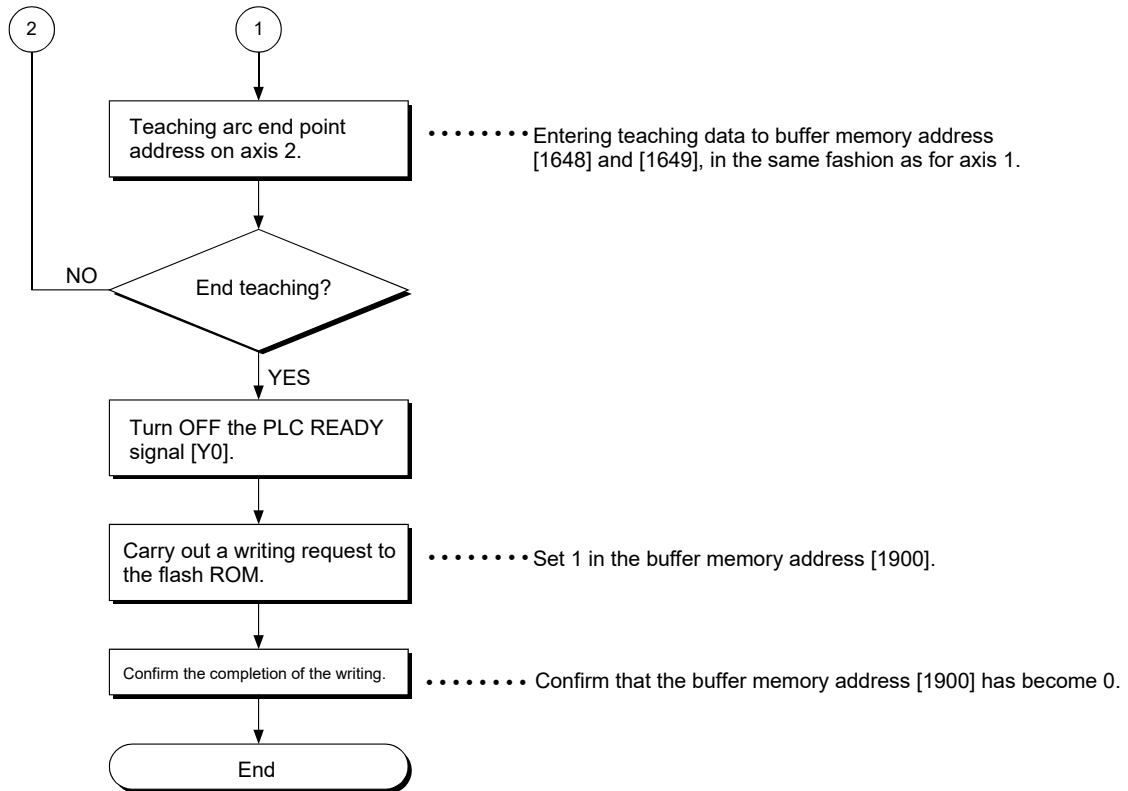 2
1
Teaching arc end point
address on axis 2.
Entering teaching data to buffer memory address
[1648] and [1649], in the same fashion as for axis 1.
NO
End teaching?
YES
Turn OFF the PLC READY
signal [Y0].
Carry out a writing request to
the flash ROM.
Set 1 in the buffer memory address [1900].
Confirm the completion of the writing.
Confirm that the buffer memory address [1900] has become 0.
End